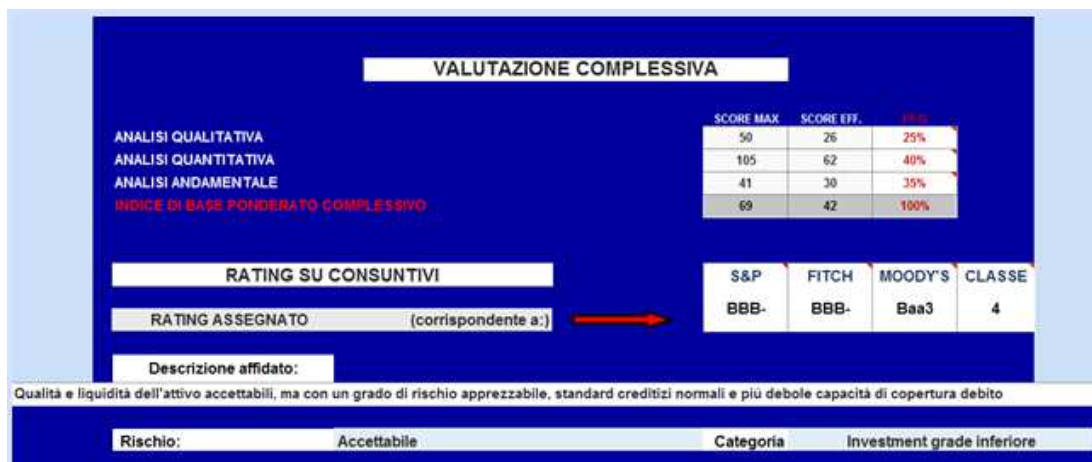 VALUTAZIONE COMPLESSIVA
SCORE MAX SCORE EFF.
ANALISI QUALITATIVA 50 26 25%
ANALISI QUANTITATIVA 105 62 40%
ANALISI ANDAMENTALE 41 30 35%
INDICE DI BASE PONDERATO COMPLESSIVO 69 42 100%
RATING SU CONSUNTIVI S&P FITCH MOODY'S CLASSE
RATING ASSEGNATO (corrispondente a:) BBB- BBB- Baa3 4
Descrizione affidato:
Qualità e liquidità dell'attivo accettabili, ma con un grado di rischio apprezzabile, standard creditizi normali e più debole capacità di copertura debito
Rischio: Accettabile Categoria Investment grade inferiore